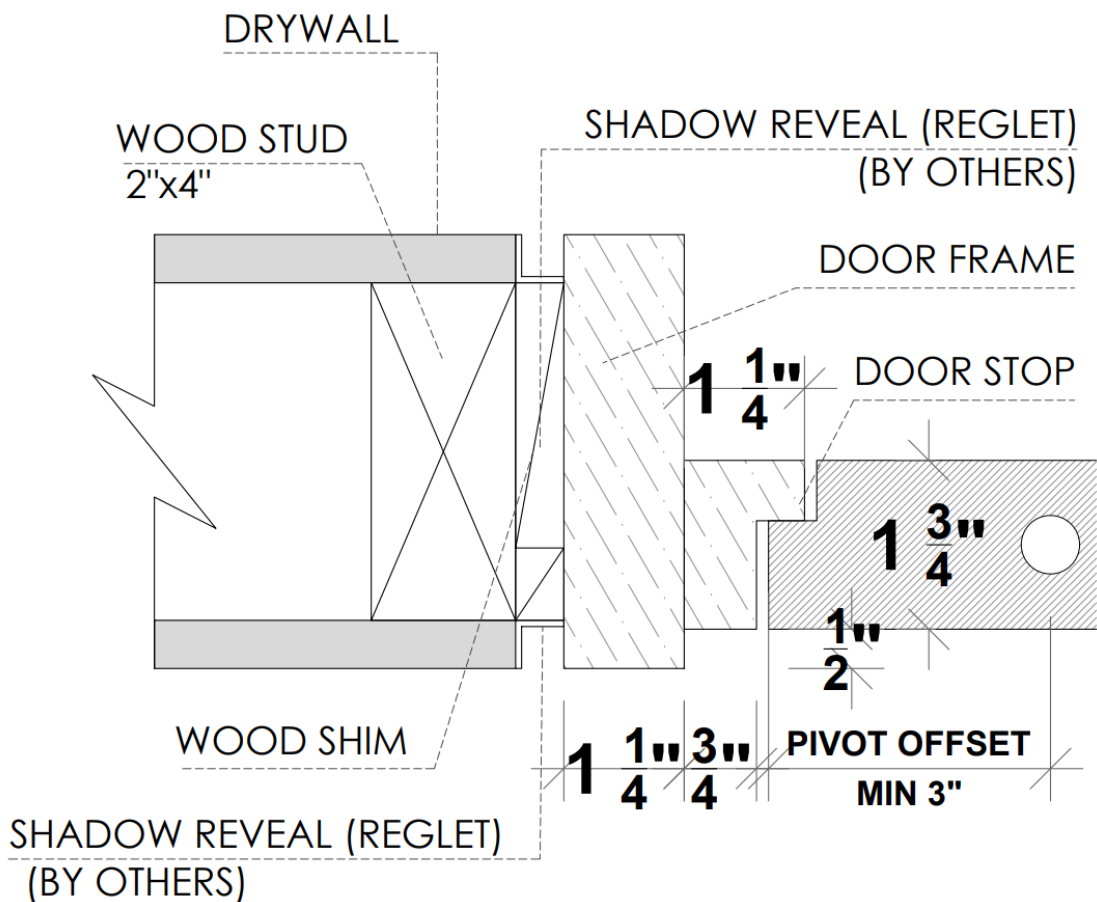 DRYWALL
WOOD STUD
2"x4"
SHADOW REVEAL (REGLET)
(BY OTHERS)
DOOR FRAME
DOOR STOP
1 1/4"
1 3/4"
1/2"
WOOD SHIM
1 1/4"
3/4"
PIVOT OFFSET
MIN 3"
SHADOW REVEAL (REGLET)
(BY OTHERS)